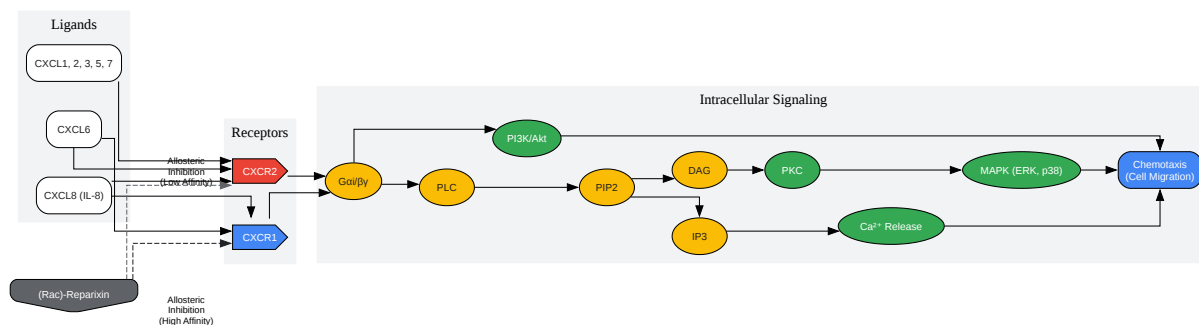 Ligands
CXCL1, 2, 3, 5, 7
CXCL6
CXCL8 (IL-8)
(Rac)-Reparixin
Allosteric
Inhibition
(Low Affinity)
Allosteric
Inhibition
(High Affinity)
Receptors
CXCR2
CXCR1
Intracellular Signaling
Gαi/βγ
PI3K/Akt
PLC
PIP2
DAG
IP3
PKC
Ca²⁺ Release
MAPK (ERK, p38)
Chemotaxis
(Cell Migration)